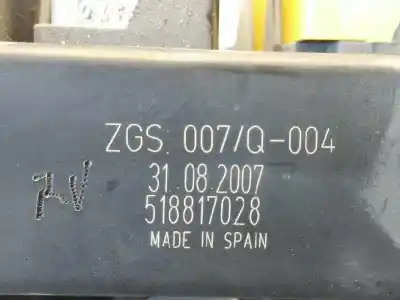 ZGS. 007/Q-004
31.08.2007
518817028
MADE IN SPAIN